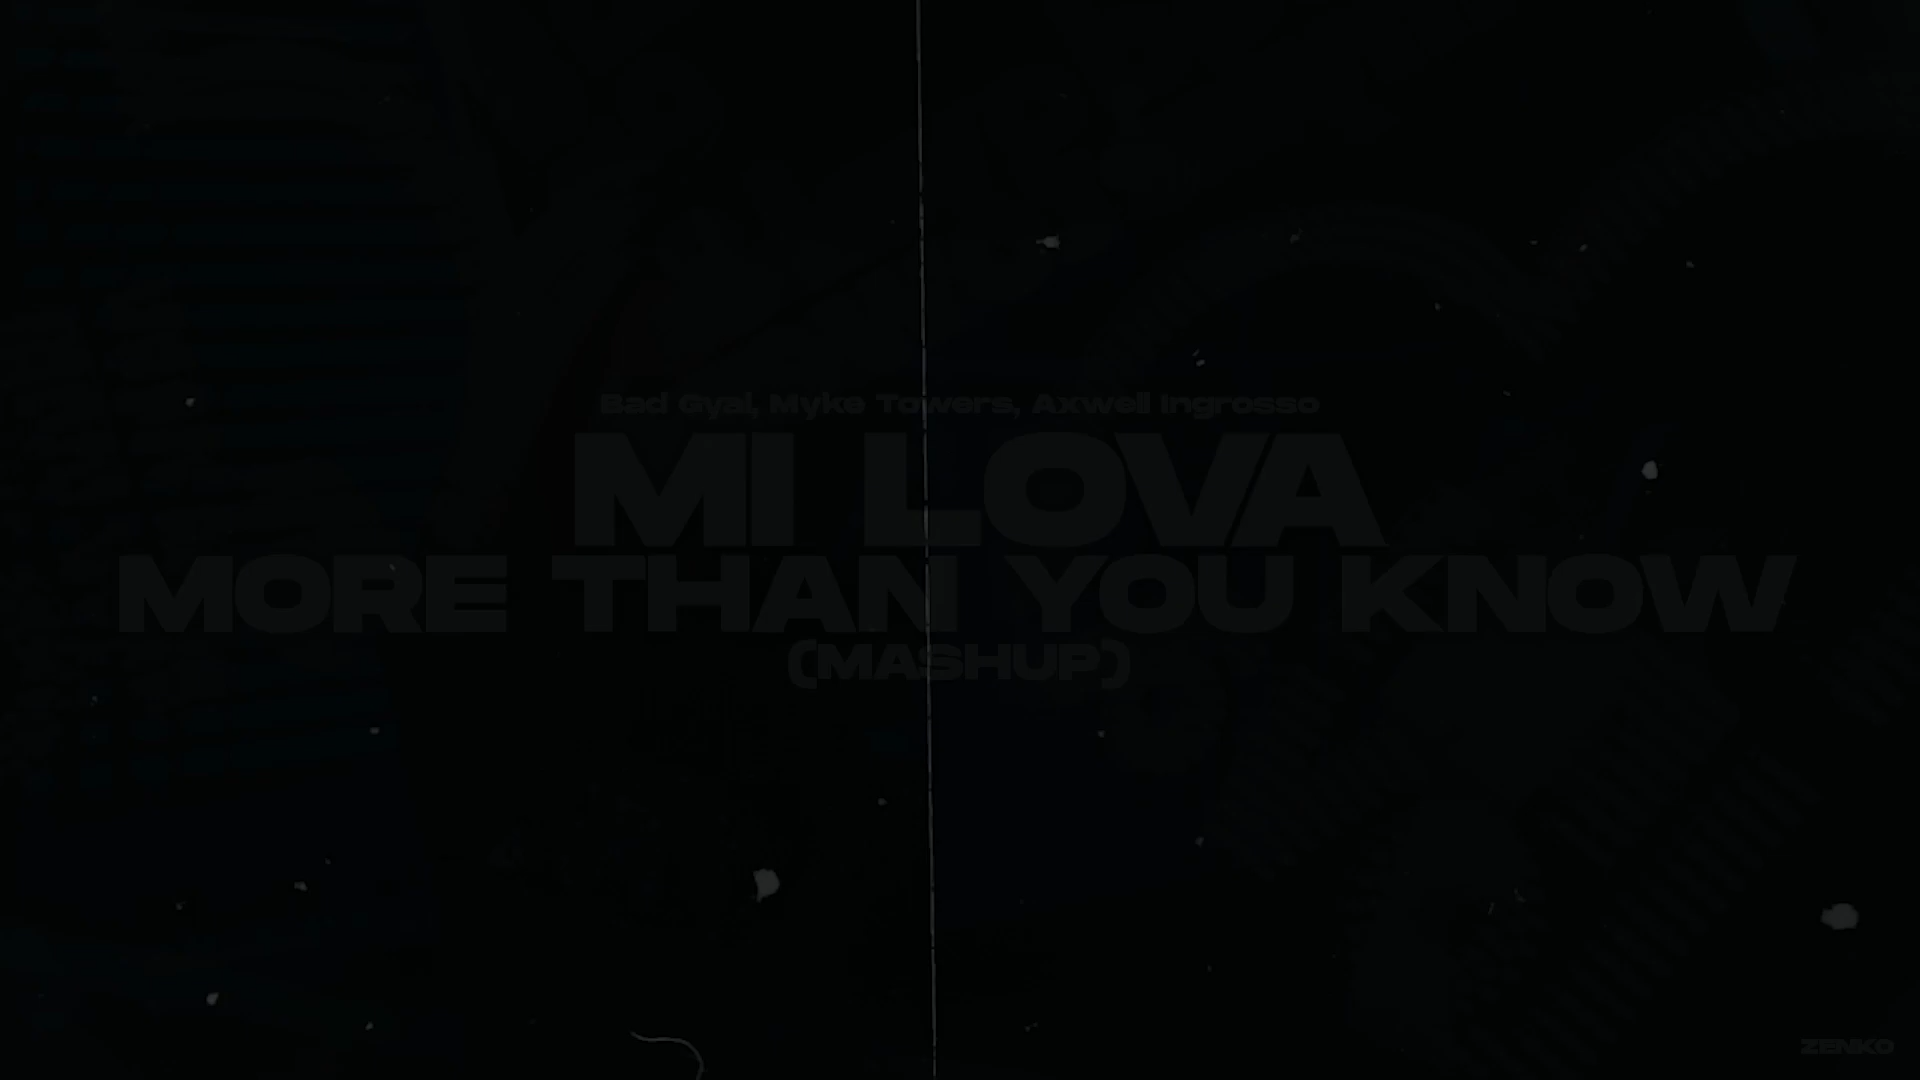 Bad Gyal, Myke Towers, Axwell Ingrosso
MI LOVA
MORE THAN YOU KNOW
(MASHUP)
ZENKO